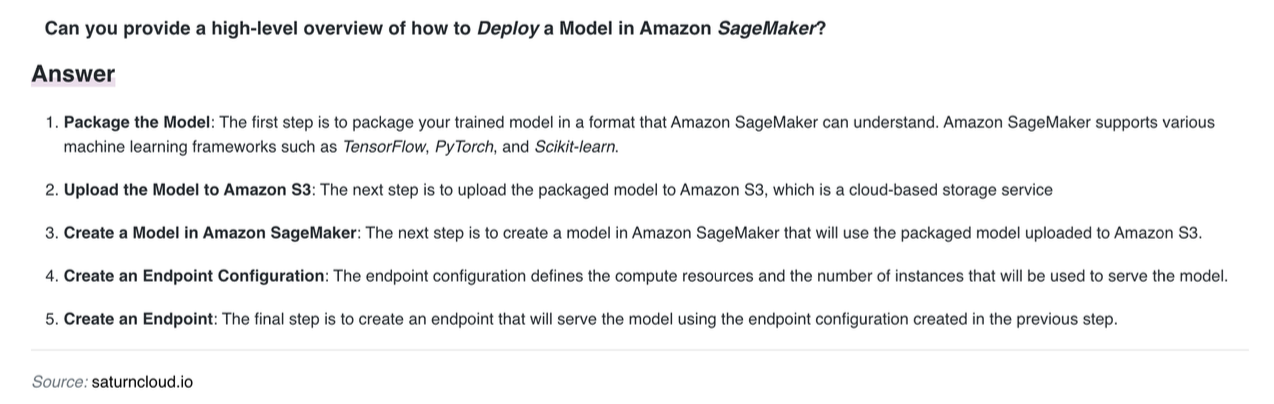 Can you provide a high-level overview of how to Deploy a Model in Amazon SageMaker?
Answer
1. Package the Model: The first step is to package your trained model in a format that Amazon SageMaker can understand. Amazon SageMaker supports various
machine learning frameworks such as TensorFlow, PyTorch, and Scikit-learn.
2. Upload the Model to Amazon S3: The next step is to upload the packaged model to Amazon S3, which is a cloud-based storage service
3. Create a Model in Amazon SageMaker: The next step is to create a model in Amazon SageMaker that will use the packaged model uploaded to Amazon S3.
4. Create an Endpoint Configuration: The endpoint configuration defines the compute resources and the number of instances that will be used to serve the model.
5. Create an Endpoint: The final step is to create an endpoint that will serve the model using the endpoint configuration created in the previous step.
Source: saturncloud.io